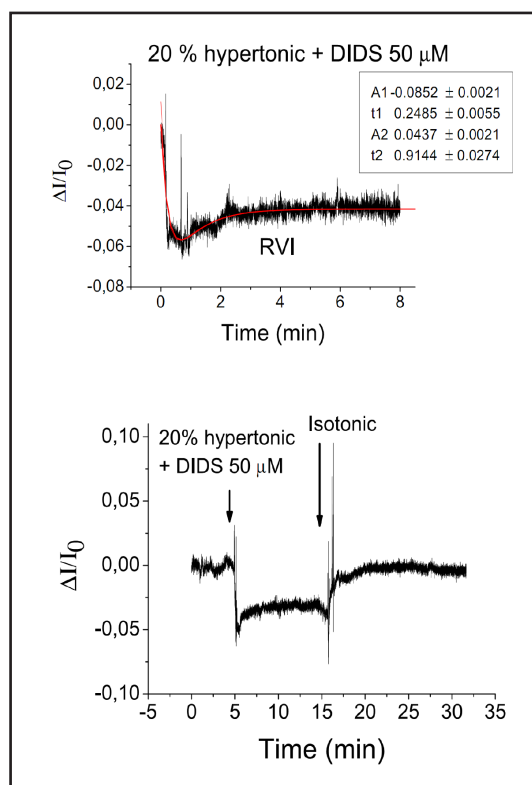 20 % hypertonic + DIDS 50 μM
A1-0.0852 ± 0.0021
t1 0.2485 ± 0.0055
A2 0.0437 ± 0.0021
t2 0.9144 ± 0.0274
0,02
0,00
-0,02
-0,04
-0,06
-0,08
ΔI/I0
RVI
0 2 4 6 8
Time (min)
Isotonic
20% hypertonic
+ DIDS 50 μM
0,10
0,05
0,00
-0,05
-0,10
ΔI/I0
-5 0 5 10 15 20 25 30 35
Time (min)